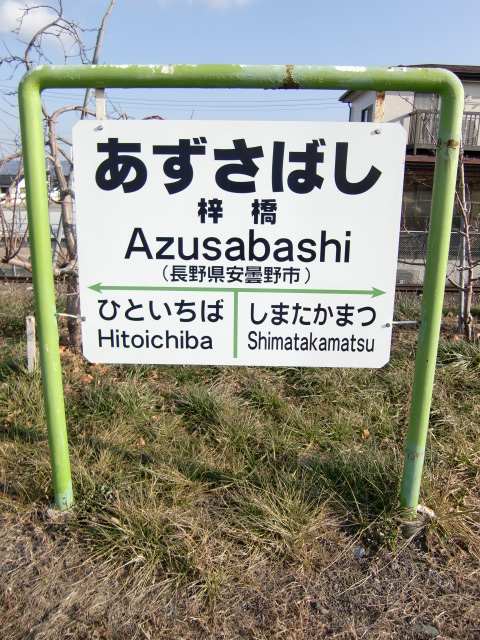 あずさばし
梓橋
Azusabashi
（長野県安曇野市）
ひといちば しまたかまつ
Hitoichiba Shimatakamatsu